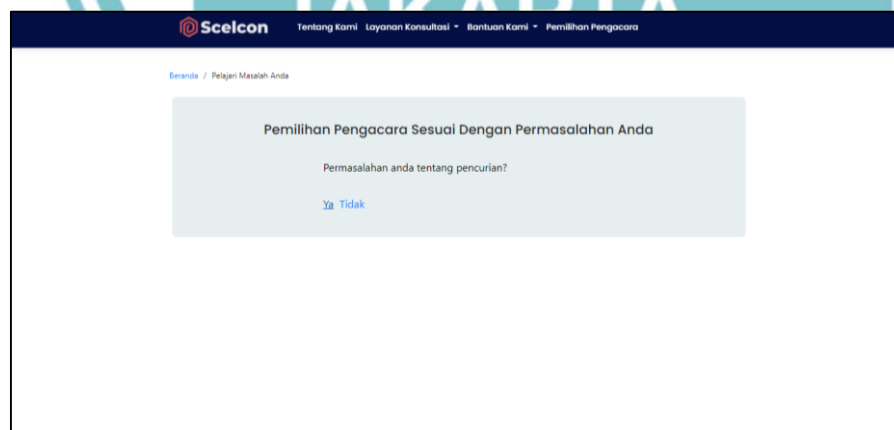 JAKARTA
Scelcon Tentang Kami Layanan Konsultasi Bantuan Kami Pemilihan Pengacara
Beranda / Pelajari Masalah Anda
Pemilihan Pengacara Sesuai Dengan Permasalahan Anda
Permasalahan anda tentang pencurian?
Ya Tidak